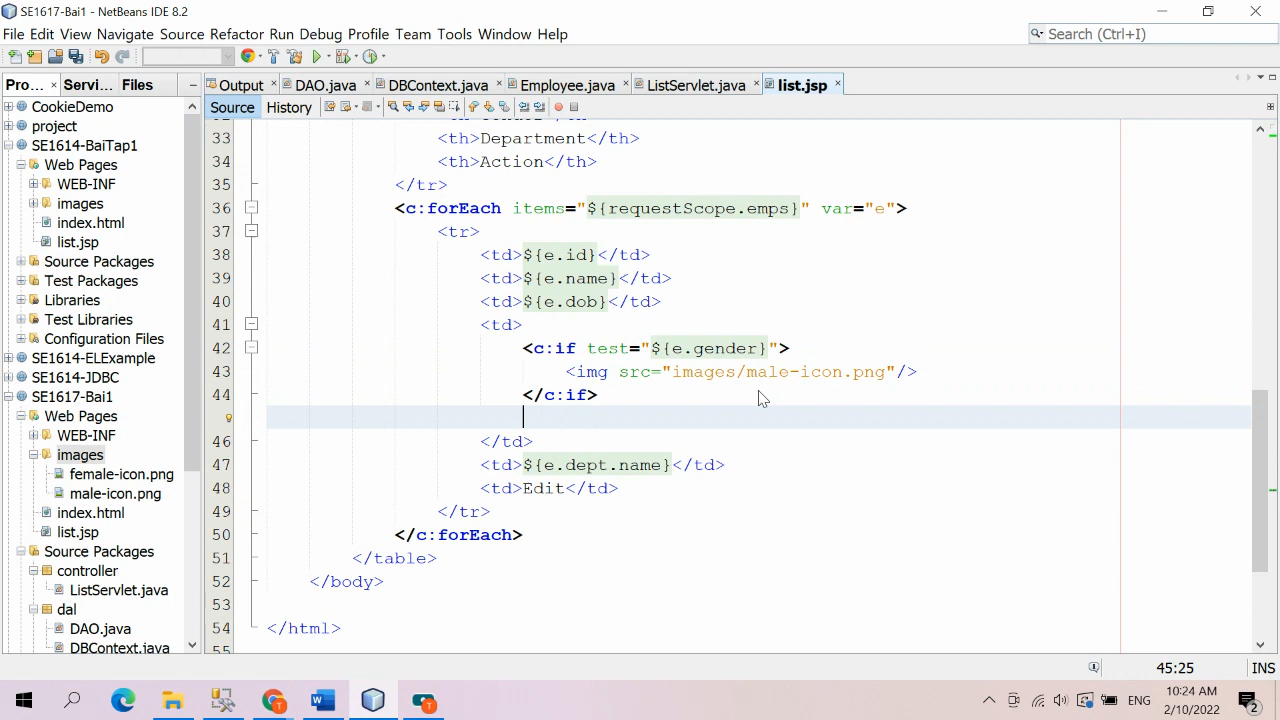 SE1617-Bai1 - NetBeans IDE 8.2
File Edit View Navigate Source Refactor Run Debug Profile Team Tools Window Help
Search (Ctrl+I)
Pro... Servi... Files
Output DAO.java DBContext.java Employee.java ListServlet.java list.jsp
Source History
CookieDemo
project
SE1614-BaiTap1
Web Pages
WEB-INF
images
index.html
list.jsp
Source Packages
Test Packages
Libraries
Test Libraries
Configuration Files
SE1614-ELExample
SE1614-JDBC
SE1617-Bai1
Web Pages
WEB-INF
images
female-icon.png
male-icon.png
index.html
list.jsp
Source Packages
controller
ListServlet.java
dal
DAO.java
DBContext.java
33 <th>Department</th>
34 <th>Action</th>
35 </tr>
36 <c:forEach items="${requestScope.emps}" var="e">
37 <tr>
38 <td>${e.id}</td>
39 <td>${e.name}</td>
40 <td>${e.dob}</td>
41 <td>
42 <c:if test="${e.gender}">
43 <img src="images/male-icon.png"/>
44 </c:if>
46 </td>
47 <td>${e.dept.name}</td>
48 <td>Edit</td>
49 </tr>
50 </c:forEach>
51 </table>
52 </body>
53
54 </html>
55
45:25 INS
ENG
10:24 AM
2/10/2022
2